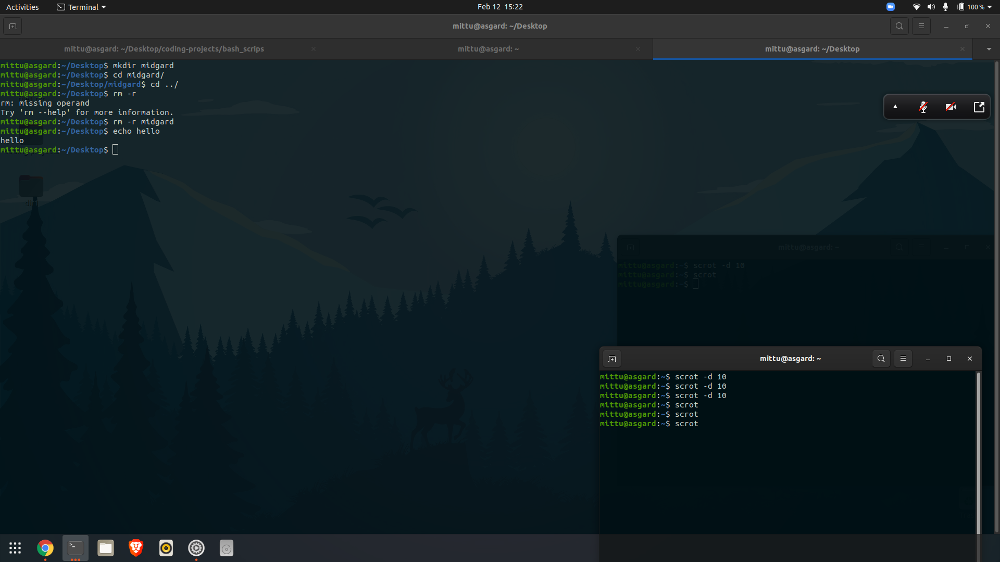 Activities
Terminal
Feb 12 15:22
100 %
mittu@asgard: ~/Desktop
mittu@asgard: ~/Desktop/coding-projects/bash_scrips
mittu@asgard: ~
mittu@asgard: ~/Desktop
mittu@asgard:~/Desktop$ mkdir midgard
mittu@asgard:~/Desktop$ cd midgard/
mittu@asgard:~/Desktop/midgard$ cd ../
mittu@asgard:~/Desktop$ rm -r
rm: missing operand
Try 'rm --help' for more information.
mittu@asgard:~/Desktop$ rm -r midgard
mittu@asgard:~/Desktop$ echo hello
hello
mittu@asgard:~/Desktop$
mittu@asgard: ~
mittu@asgard:~$ scrot -d 10
mittu@asgard:~$ scrot
mittu@asgard:~$
mittu@asgard: ~
mittu@asgard:~$ scrot -d 10
mittu@asgard:~$ scrot -d 10
mittu@asgard:~$ scrot -d 10
mittu@asgard:~$ scrot
mittu@asgard:~$ scrot
mittu@asgard:~$ scrot